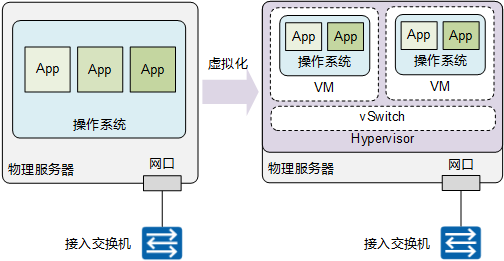 App App App
操作系统
物理服务器
网口
接入交换机
虚拟化
App App
操作系统
VM
App App
操作系统
VM
vSwitch
Hypervisor
物理服务器
网口
接入交换机